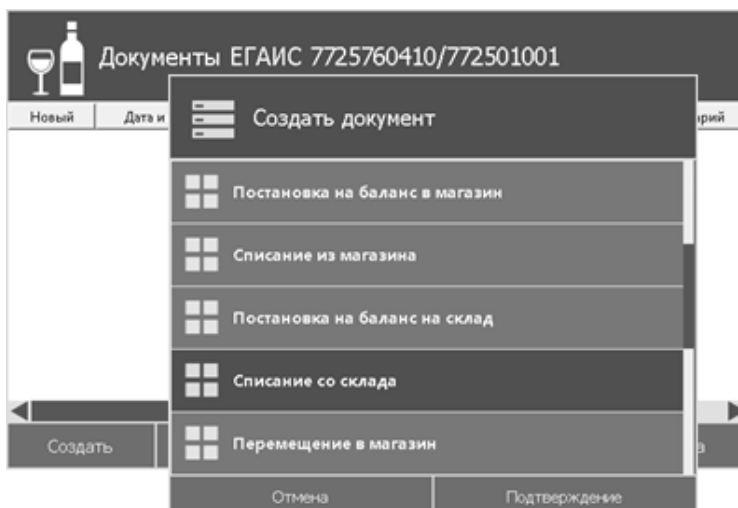 Документы ЕГАИС 7725760410/772501001
Создать документ
Новый
Дата и
Постановка на баланс в магазин
Списание из магазина
Постановка на баланс на склад
Списание со склада
Перемещение в магазин
Создать
Отмена
Подтверждение